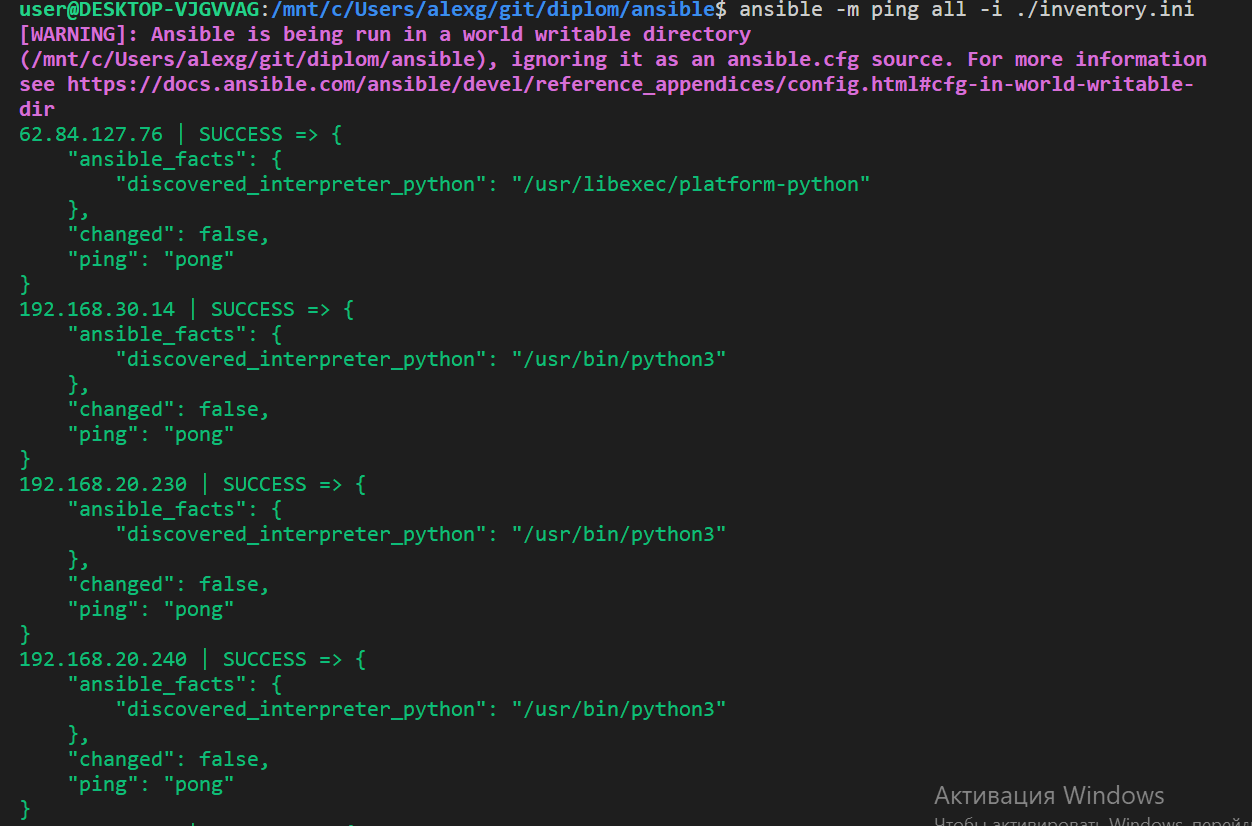 user@DESKTOP-VJGVVAG:/mnt/c/Users/alexg/git/diplom/ansible$ ansible -m ping all -i ./inventory.ini
[WARNING]: Ansible is being run in a world writable directory
(/mnt/c/Users/alexg/git/diplom/ansible), ignoring it as an ansible.cfg source. For more information
see https://docs.ansible.com/ansible/devel/reference_appendices/config.html#cfg-in-world-writable-
dir
62.84.127.76 | SUCCESS => {
    "ansible_facts": {
        "discovered_interpreter_python": "/usr/libexec/platform-python"
    },
    "changed": false,
    "ping": "pong"
}
192.168.30.14 | SUCCESS => {
    "ansible_facts": {
        "discovered_interpreter_python": "/usr/bin/python3"
    },
    "changed": false,
    "ping": "pong"
}
192.168.20.230 | SUCCESS => {
    "ansible_facts": {
        "discovered_interpreter_python": "/usr/bin/python3"
    },
    "changed": false,
    "ping": "pong"
}
192.168.20.240 | SUCCESS => {
    "ansible_facts": {
        "discovered_interpreter_python": "/usr/bin/python3"
    },
    "changed": false,
    "ping": "pong"
}
Активация Windows
Чтобы активировать Windows,